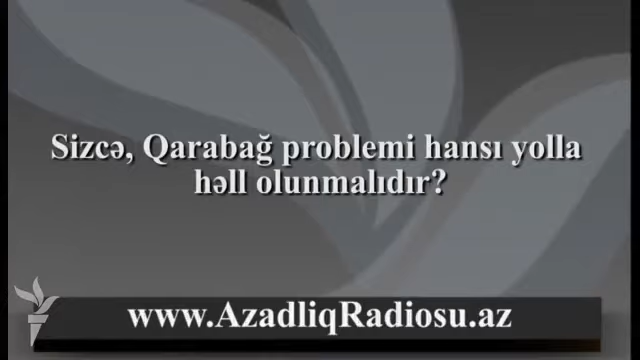 Sizcə, Qarabağ problemi hansı yolla
həll olunmalıdır?
www.AzadliqRadiosu.az